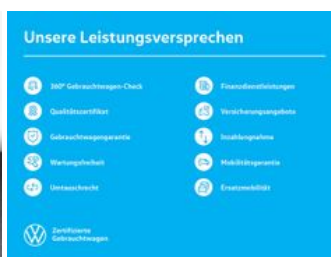 Unsere Leistungsversprechen
360° Gebrauchtwagen-Check
Qualitätszertifikat
Gebrauchtwagengarantie
Wartungsfreiheit
Umtauschrecht
Finanzdienstleistungen
Versicherungsangebote
Inzahlungnahme
Mobilitätsgarantie
Ersatzmobilität
Zertifizierte
Gebrauchtwagen